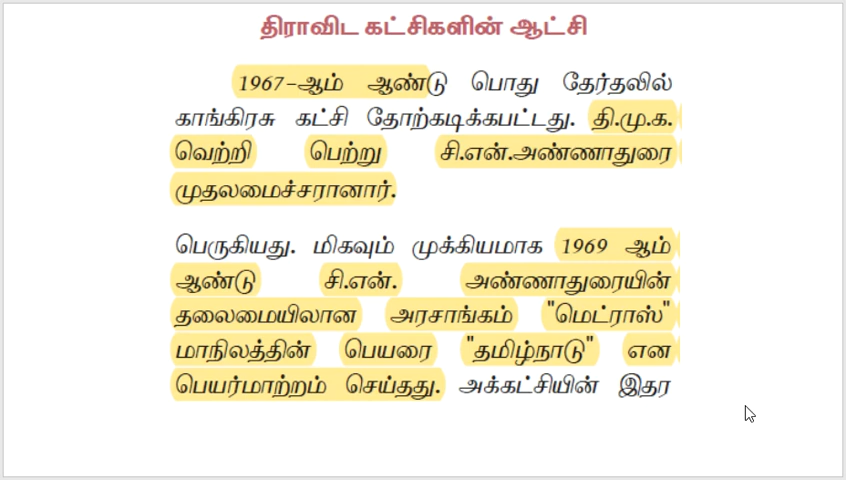 திராவிட கட்சிகளின் ஆட்சி
1967-ஆம் ஆண்டு பொது தேர்தலில்
காங்கிரசு கட்சி தோற்கடிக்கபட்டது. தி.மு.க.
வெற்றி பெற்று சி.என்.அண்ணாதுரை
முதலமைச்சரானார்.
பெருகியது. மிகவும் முக்கியமாக 1969 ஆம்
ஆண்டு சி.என். அண்ணாதுரையின்
தலைமையிலான அரசாங்கம் "மெட்ராஸ்"
மாநிலத்தின் பெயரை "தமிழ்நாடு" என
பெயர்மாற்றம் செய்தது. அக்கட்சியின் இதர